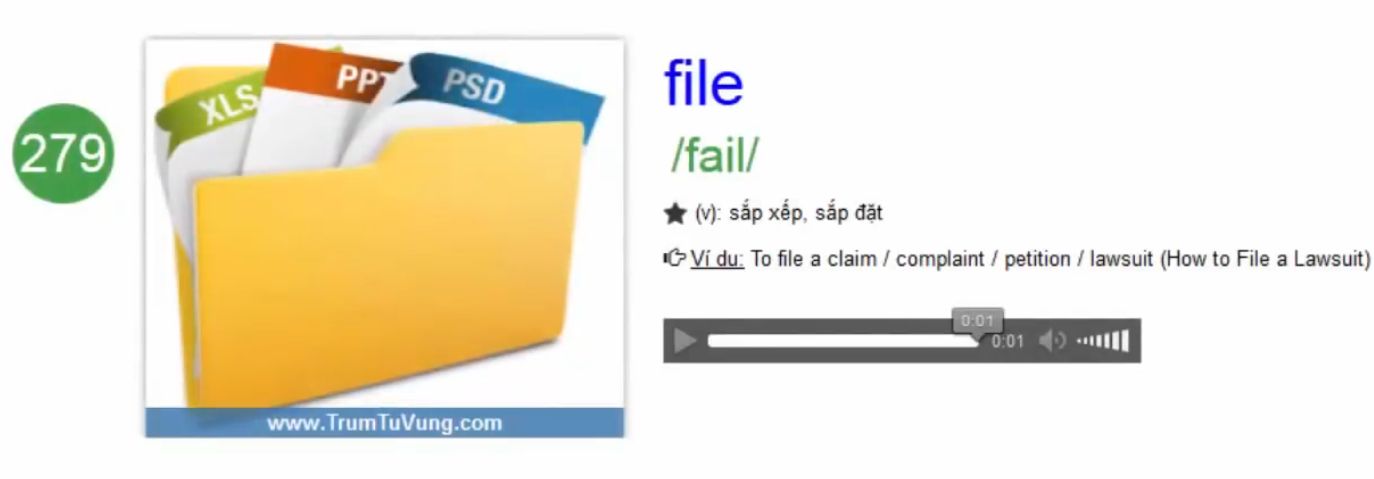 279
XLS
PPT
PSD
www.TrumTuVung.com
file
/fail/
(v): sắp xếp, sắp đặt
Ví du: To file a claim / complaint / petition / lawsuit (How to File a Lawsuit)
0:01
0:01